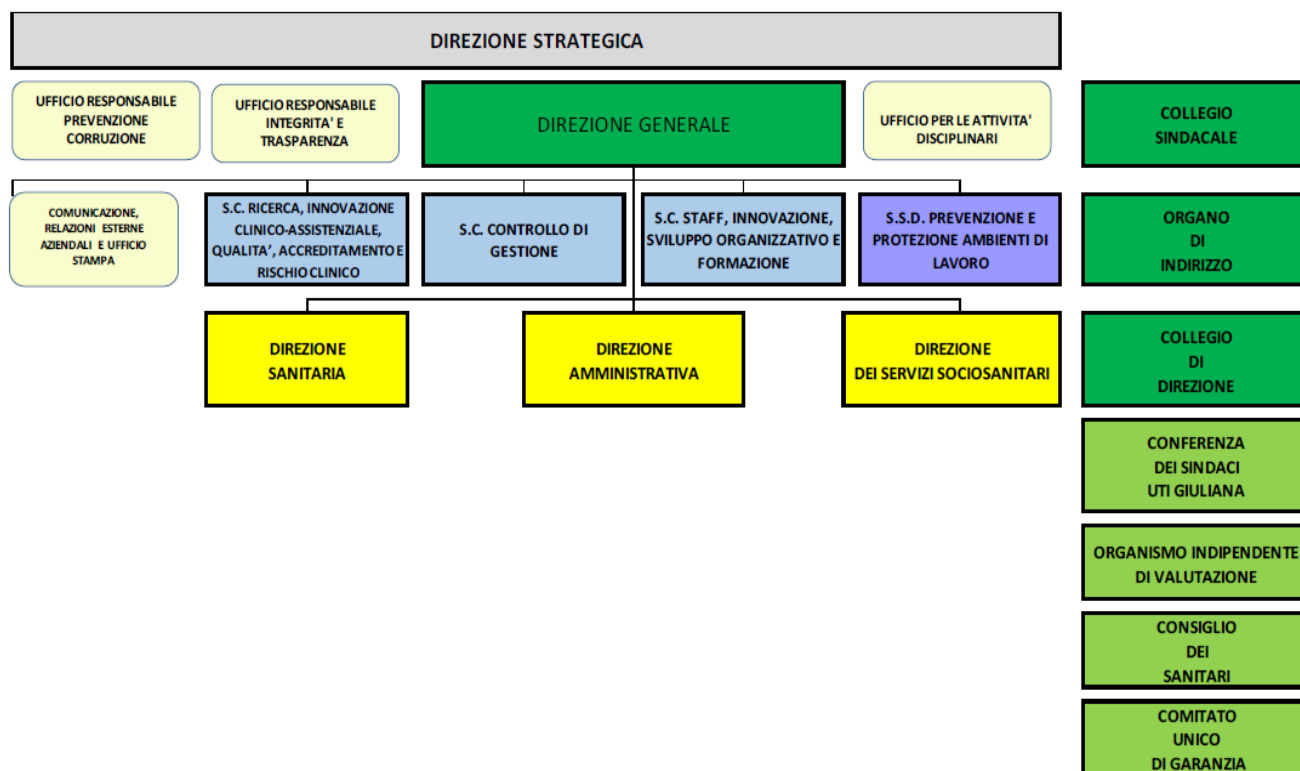 DIREZIONE STRATEGICA
UFFICIO RESPONSABILE
PREVENZIONE
CORRUZIONE
UFFICIO RESPONSABILE
INTEGRITA' E
TRASPARENZA
DIREZIONE GENERALE
UFFICIO PER LE ATTIVITA'
DISCIPLINARI
COLLEGIO
SINDACALE
COMUNICAZIONE,
RELAZIONI ESTERNE
AZIENDALI E UFFICIO
STAMPA
S.C. RICERCA, INNOVAZIONE
CLINICO-ASSISTENZIALE,
QUALITA’, ACCREDITAMENTO E
RISCHIO CLINICO
S.C. CONTROLLO DI
GESTIONE
S.C. STAFF, INNOVAZIONE,
SVILUPPO ORGANIZZATIVO E
FORMAZIONE
S.S.D. PREVENZIONE E
PROTEZIONE AMBIENTI DI
LAVORO
ORGANO
DI
INDIRIZZO
DIREZIONE
SANITARIA
DIREZIONE
AMMINISTRATIVA
DIREZIONE
DEI SERVIZI SOCIOSANITARI
COLLEGIO
DI
DIREZIONE
CONFERENZA
DEI SINDACI
UTI GIULIANA
ORGANISMO INDIPENDENTE
DI VALUTAZIONE
CONSIGLIO
DEI
SANITARI
COMITATO
UNICO
DI GARANZIA